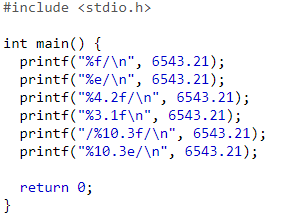 #include <stdio.h>

int main() {
  printf("%f/\n", 6543.21);
  printf("%e/\n", 6543.21);
  printf("%4.2f/\n", 6543.21);
  printf("%3.1f\n", 6543.21);
  printf("/%10.3f/\n", 6543.21);
  printf("%10.3e/\n", 6543.21);

  return 0;
}